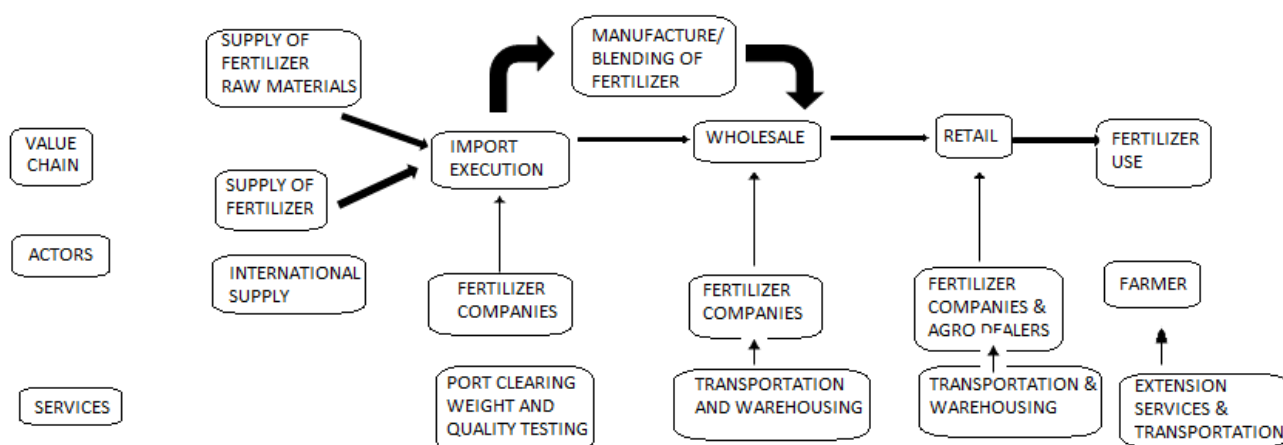 SUPPLY OF
FERTILIZER
RAW MATERIALS
MANUFACTURE/
BLENDING OF
FERTILIZER
VALUE
CHAIN
IMPORT
EXECUTION
WHOLESALE
RETAIL
FERTILIZER
USE
SUPPLY OF
FERTILIZER
ACTORS
INTERNATIONAL
SUPPLY
FERTILIZER
COMPANIES
FERTILIZER
COMPANIES
FERTILIZER
COMPANIES &
AGRO DEALERS
FARMER
SERVICES
PORT CLEARING
WEIGHT AND
QUALITY TESTING
TRANSPORTATION
AND WAREHOUSING
TRANSPORTATION &
WAREHOUSING
EXTENSION
SERVICES &
TRANSPORTATION